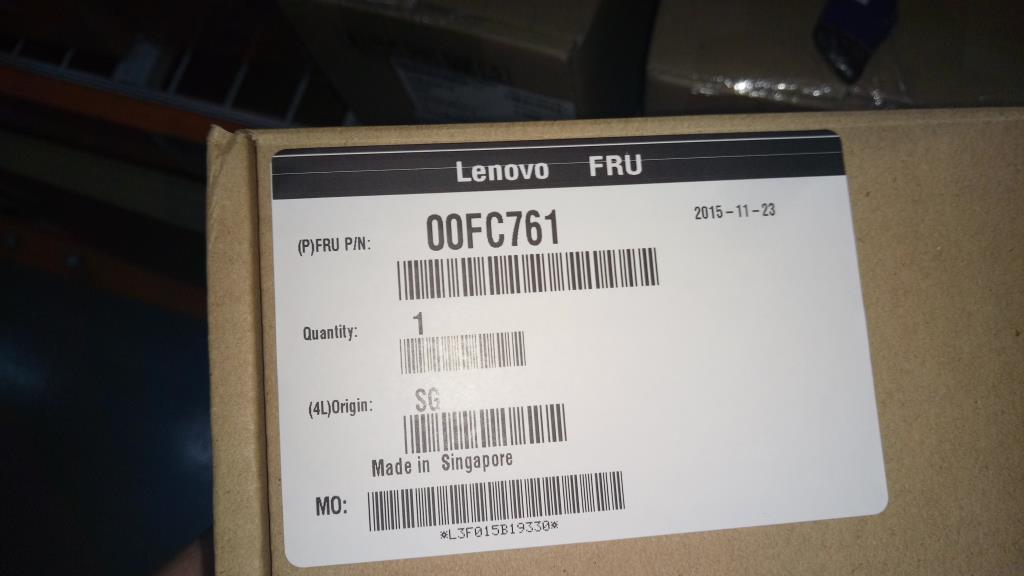 Lenovo FRU
2015-11-23
(P)FRU P/N: 00FC761
Quantity: 1
(4L)Origin: SG
Made in Singapore
MO:
*L3F015B19330*